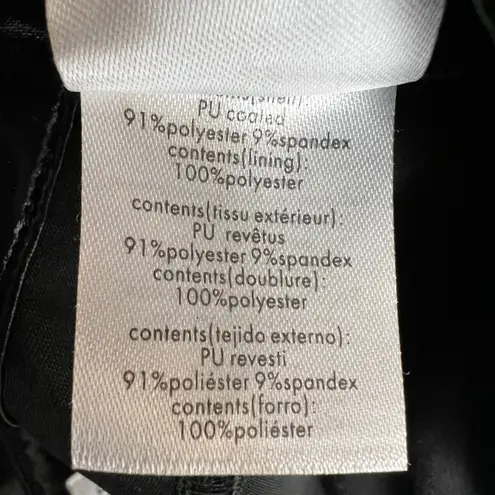 PU coated
91%polyester 9%spandex
contents(lining):
100%polyester
contents(tissu extérieur):
PU revêtus
91%polyester 9%spandex
contents(doublure):
100%polyester
contents(tejido externo):
PU revesti
91%poliéster 9%spandex
contents(forro):
100%poliéster